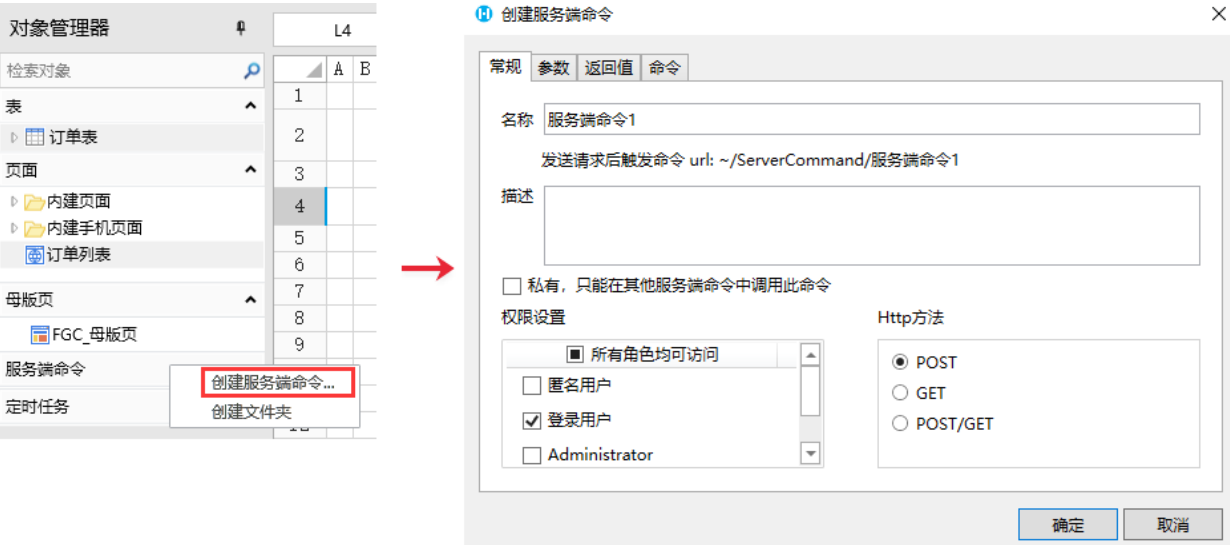 对象管理器
L4
检索对象
A B
表
1
订单表
2
页面
3
内建页面
4
内建手机页面
5
订单列表
6
母版页
7
FGC_母版页
8
9
服务端命令
创建服务端命令...
定时任务
创建文件夹
创建服务端命令
常规 参数 返回值 命令
名称 服务端命令1
发送请求后触发命令 url: ~/ServerCommand/服务端命令1
描述
私有，只能在其他服务端命令中调用此命令
权限设置 Http方法
所有角色均可访问
匿名用户
登录用户
Administrator
POST
GET
POST/GET
确定 取消